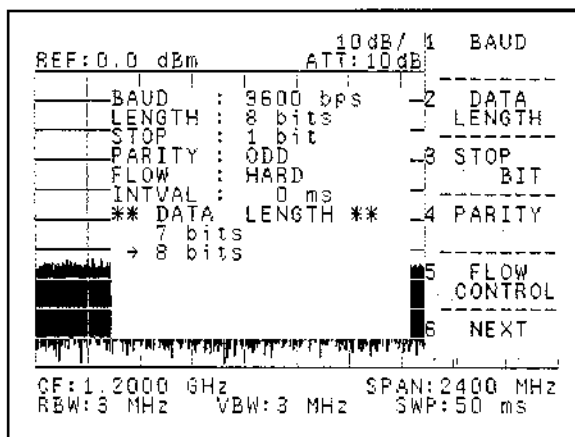 10dB/
REF:0.0 dBm ATT:10dB
BAUD : 9600 bps
LENGTH : 8 bits
STOP : 1 bit
PARITY : ODD
FLOW : HARD
INTVAL : 0 ms
** DATA LENGTH **
7 bits
→ 8 bits
1 BAUD
2 DATA
LENGTH
3 STOP
BIT
4 PARITY
5 FLOW
CONTROL
6 NEXT
CF:1.2000 GHz SPAN:2400 MHz
RBW:3 MHz VBW:3 MHz SWP:50 ms